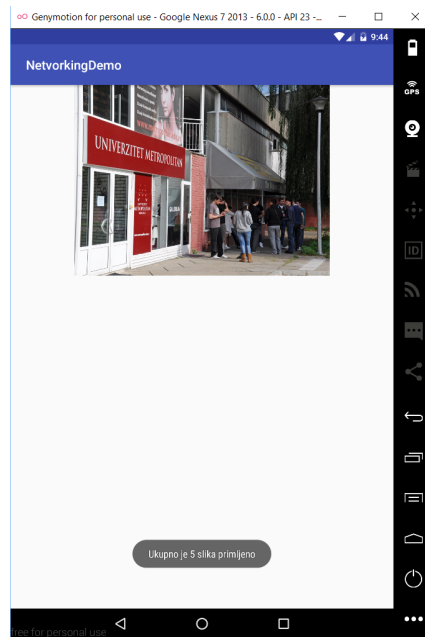 Genymotion for personal use - Google Nexus 7 2013 - 6.0.0 - API 23 -...
9:44
NetvorkingDemo
GPS
UNIVERZITET METROPOLITAN
ID
Ukupno je 5 slika primljeno
free for personal use